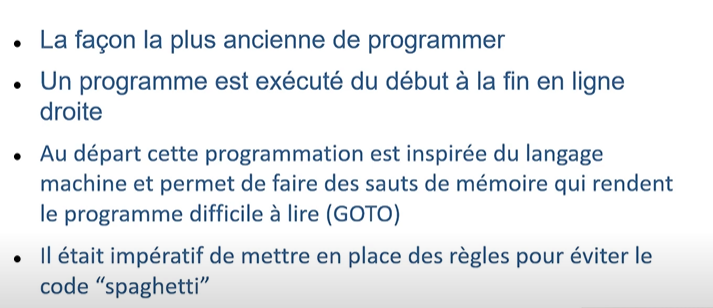 • La façon la plus ancienne de programmer
• Un programme est exécuté du début à la fin en ligne
droite
• Au départ cette programmation est inspirée du langage
machine et permet de faire des sauts de mémoire qui rendent
le programme difficile à lire (GOTO)
• Il était impératif de mettre en place des règles pour éviter le
code “spaghetti”